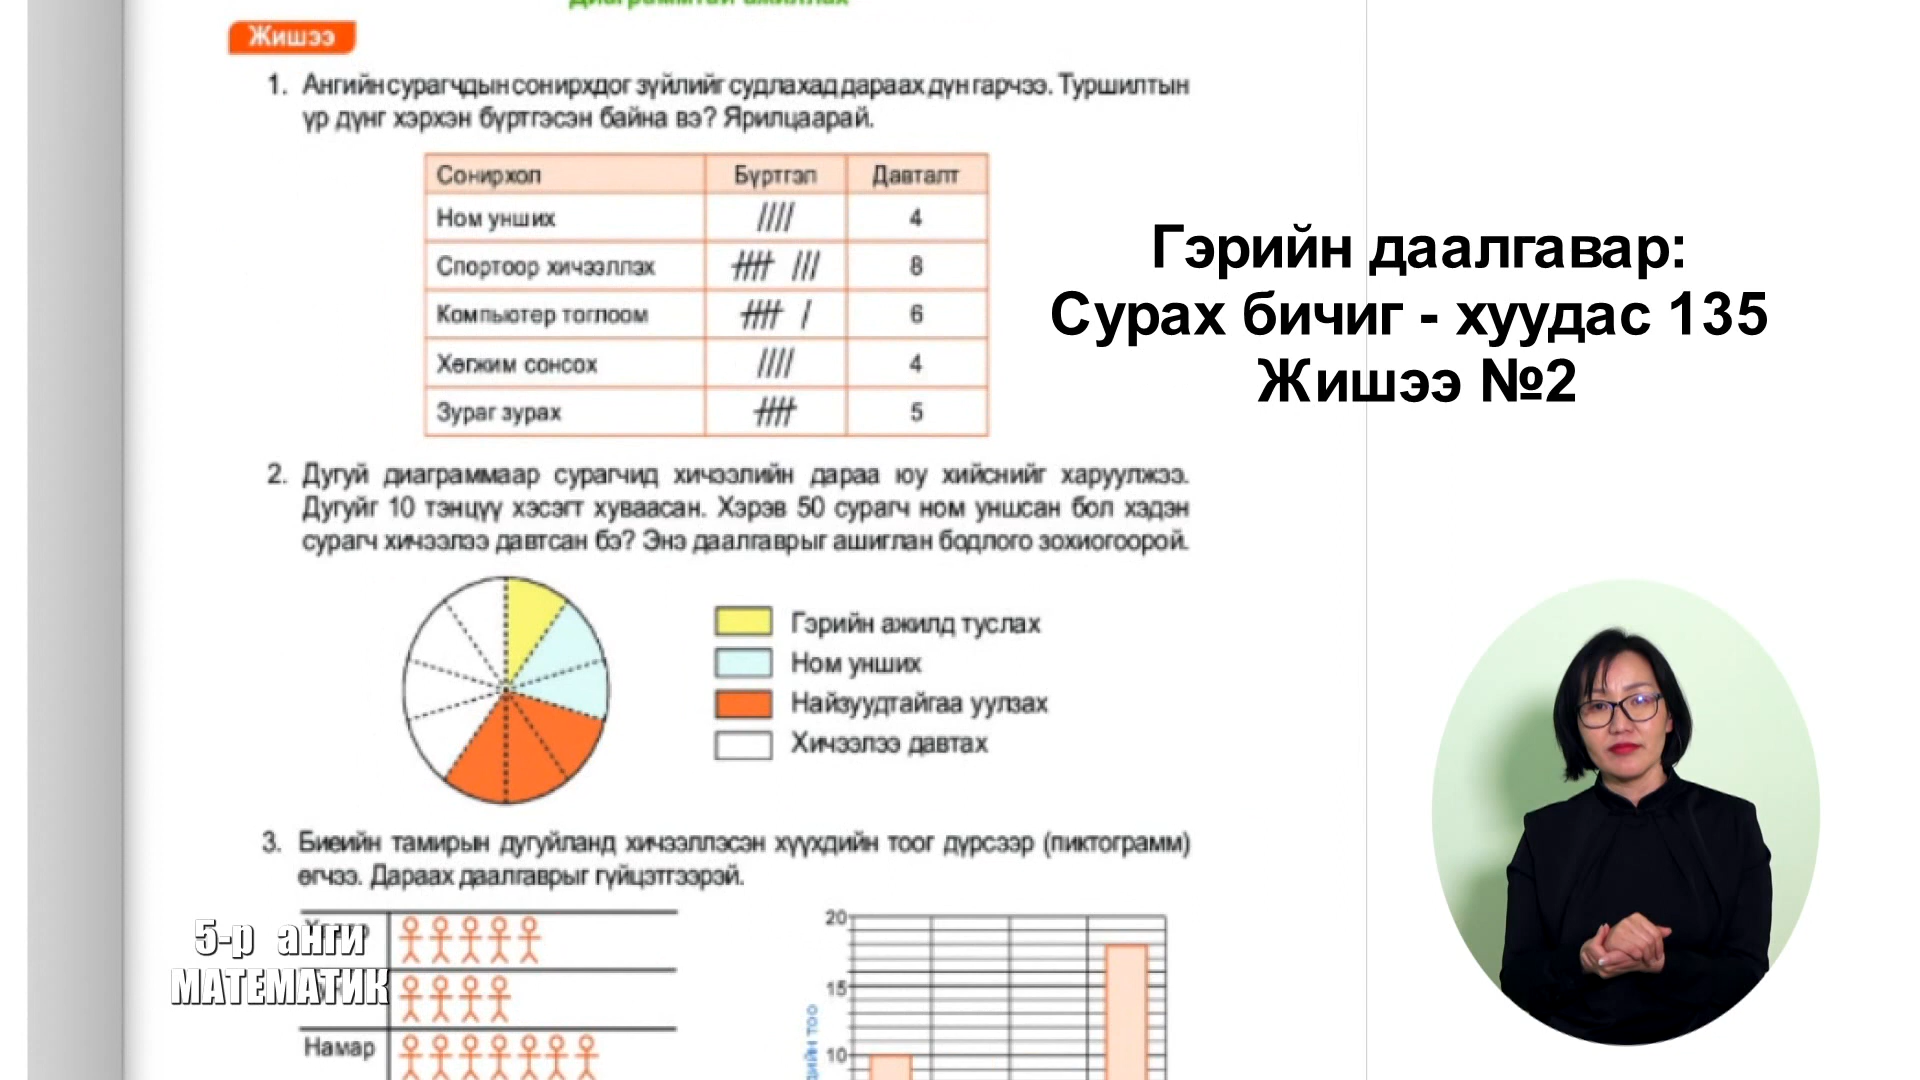 Диаграммтай ажиллах
Жишээ
1. Ангийн сурагчдын сонирхдог зүйлийг судлахад дараах дүн гарчээ. Туршилтын
үр дүнг хэрхэн бүртгэсэн байна вэ? Ярилцаарай.
Сонирхол Бүртгэл Давталт
Ном унших 4
Спортоор хичээллэх 8
Компьютер тоглоом 6
Хөгжим сонсох 4
Зураг зурах 5
Гэрийн даалгавар:
Сурах бичиг - хуудас 135
Жишээ №2
2. Дугуй диаграммаар сурагчид хичээлийн дараа юу хийснийг харуулжээ.
Дугуйг 10 тэнцүү хэсэгт хуваасан. Хэрэв 50 сурагч ном уншсан бол хэдэн
сурагч хичээлээ давтсан бэ? Энэ даалгаврыг ашиглан бодлого зохиогоорой.
Гэрийн ажилд туслах
Ном унших
Найзуудтайгаа уулзах
Хичээлээ давтах
3. Биеийн тамирын дугуйланд хичээллэсэн хүүхдийн тоог дүрсээр (пиктограмм)
өгчээ. Дараах даалгаврыг гүйцэтгээрэй.
5-р анги
МАТЕМАТИК
Намар
20
15
10
тоо